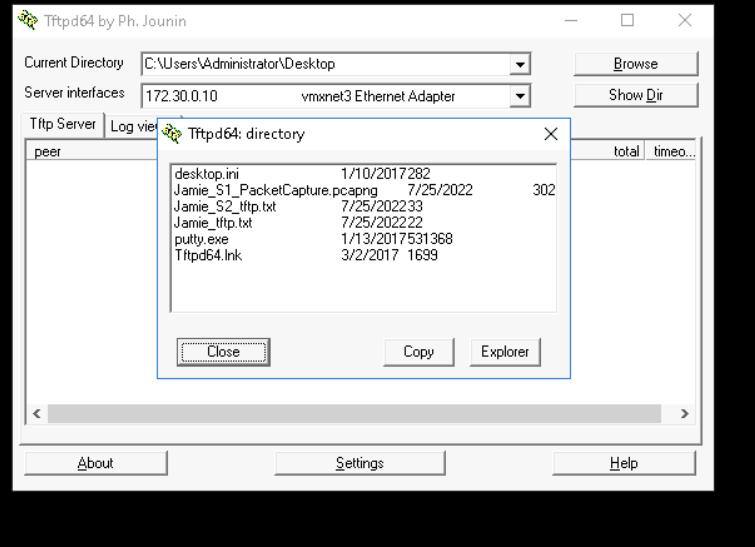 Tftpd64 by Ph. Jounin
Current Directory C:\Users\Administrator\Desktop Browse
Server interfaces 172.30.0.10 vmxnet3 Ethernet Adapter Show Dir
Tftp Server Log vie
peer total timeo...
Tftpd64: directory
desktop.ini 1/10/2017282
Jamie_S1_PacketCapture.pcapng 7/25/2022 302
Jamie_S2_tftp.txt 7/25/202233
Jamie_tftp.txt 7/25/202222
putty.exe 1/13/2017531368
Tftpd64.lnk 3/2/2017 1699
Close Copy Explorer
About Settings Help